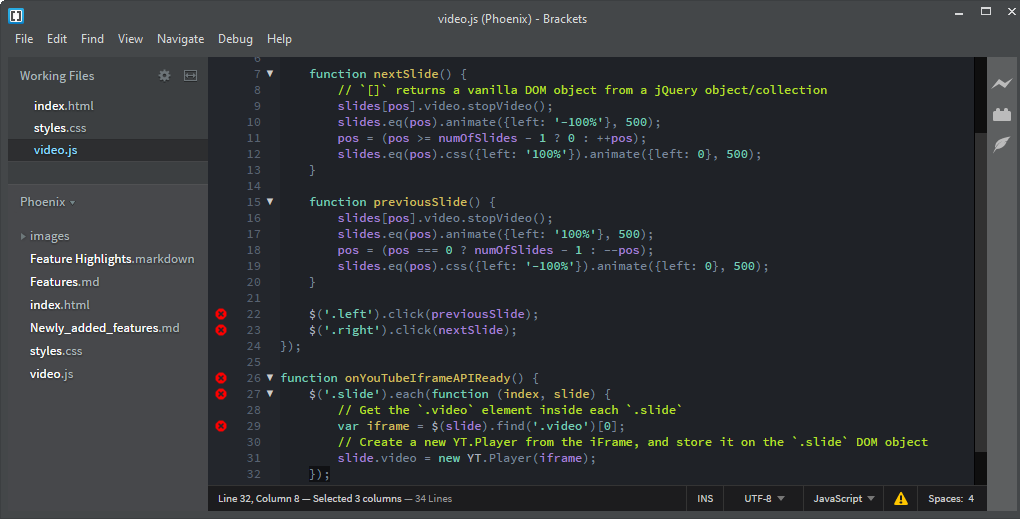 video.js (Phoenix) - Brackets
File Edit Find View Navigate Debug Help
Working Files
index.html
styles.css
video.js
Phoenix
images
Feature Highlights.markdown
Features.md
index.html
Newly_added_features.md
styles.css
video.js
6
7 function nextSlide() {
8 // `[]` returns a vanilla DOM object from a jQuery object/collection
9 slides[pos].video.stopVideo();
10 slides.eq(pos).animate({left: '-100%'}, 500);
11 pos = (pos >= numOfSlides - 1 ? 0 : ++pos);
12 slides.eq(pos).css({left: '100%'}).animate({left: 0}, 500);
13 }
14
15 function previousSlide() {
16 slides[pos].video.stopVideo();
17 slides.eq(pos).animate({left: '100%'}, 500);
18 pos = (pos === 0 ? numOfSlides - 1 : --pos);
19 slides.eq(pos).css({left: '-100%'}).animate({left: 0}, 500);
20 }
21
22 $('.left').click(previousSlide);
23 $('.right').click(nextSlide);
24 });
25
26 function onYouTubeIframeAPIReady() {
27 $('.slide').each(function (index, slide) {
28 // Get the `.video` element inside each `.slide`
29 var iframe = $(slide).find('.video')[0];
30 // Create a new YT.Player from the iFrame, and store it on the `.slide` DOM object
31 slide.video = new YT.Player(iframe);
32 });
Line 32, Column 8 — Selected 3 columns — 34 Lines INS UTF-8 JavaScript Spaces: 4